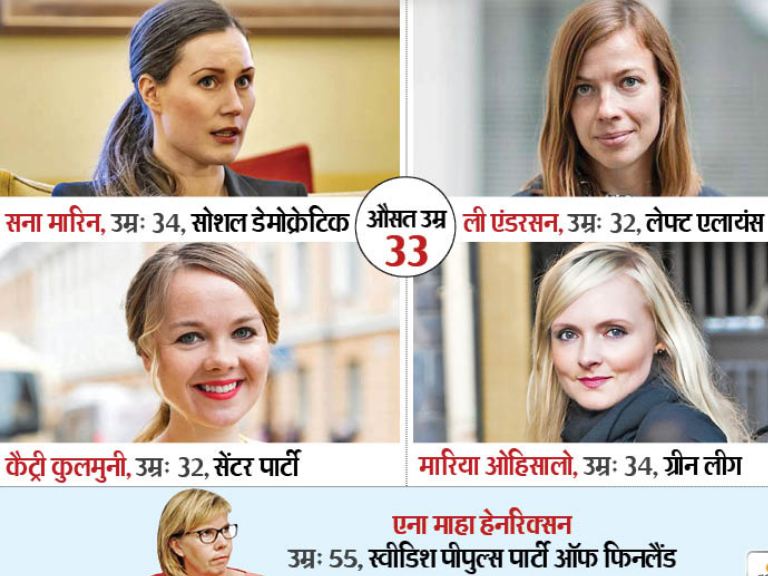 सना मारिन, उम्रः 34, सोशल डेमोक्रेटिक
औसत उम्र
33
ली एंडरसन, उम्रः 32, लेफ्ट एलायंस
कैट्री कुलमुनी, उम्रः 32, सेंटर पार्टी
मारिया ओहिसालो, उम्रः 34, ग्रीन लीग
एना माहा हेनरिक्सन
उम्रः 55, स्वीडिश पीपुल्स पार्टी ऑफ फिनलैंड